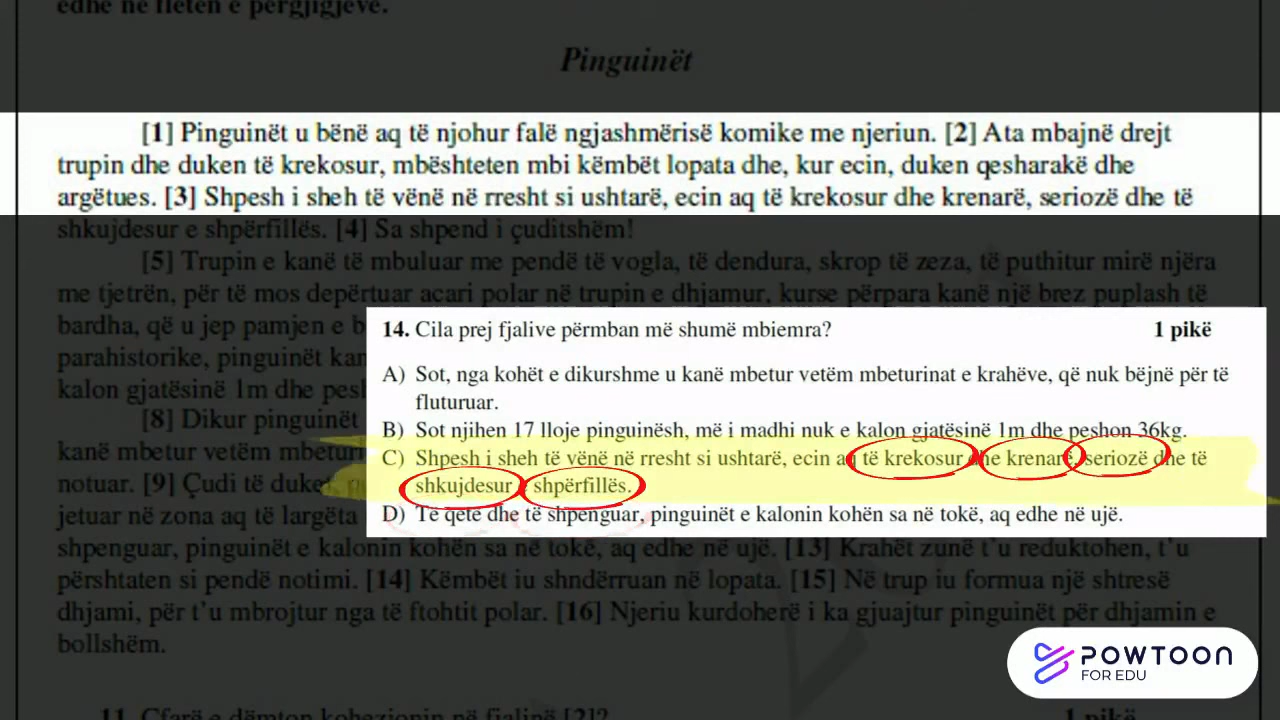 edhe në fletën e përgjigjeve.
Pinguinët
[1] Pinguinët u bënë aq të njohur falë ngjashmërisë komike me njeriun. [2] Ata mbajnë drejt
trupin dhe duken të krekosur, mbështeten mbi këmbët lopata dhe, kur ecin, duken qesharakë dhe
argëtues. [3] Shpesh i sheh të vënë në rresht si ushtarë, ecin aq të krekosur dhe krenarë, seriozë dhe të
shkujdesur e shpërfillës. [4] Sa shpend i çuditshëm!
[5] Trupin e kanë të mbuluar me pendë të vogla, të dendura, skrop të zeza, të puthitur mirë njëra
me tjetrën, për të mos depërtuar acari polar në trupin e dhjamur, kurse përpara kanë një brez puplash të
bardha, që u jep pamjen e
parahistorike, pinguinët
kalon gjatësinë 1m dhe
[8] Dikur pinguinët
kanë mbetur vetëm
notuar. [9] Çudi të
jetuar në zona aq të largëta
shpenguar, pinguinët e kalonin kohën sa në tokë, aq edhe në ujë. [13] Krahët zunë t’u reduktohen, t’u
përshtaten si pendë notimi. [14] Këmbët iu shndërruan në lopata. [15] Në trup iu formua një shtresë
dhjami, për t’u mbrojtur nga të ftohtit polar. [16] Njeriu kurdoherë i ka gjuajtur pinguinët për dhjamin e
bollshëm.
14. Cila prej fjalive përmban më shumë mbiemra? 1 pikë
A) Sot, nga kohët e dikurshme u kanë mbetur vetëm mbeturinat e krahëve, që nuk bëjnë për të
fluturuar.
B) Sot njihen 17 lloje pinguinësh, më i madhi nuk e kalon gjatësinë 1m dhe peshon 36kg.
C) Shpesh i sheh të vënë në rresht si ushtarë, ecin aq të krekosur dhe krenarë, seriozë dhe të
shkujdesur e shpërfillës.
D) Të qetë dhe të shpenguar, pinguinët e kalonin kohën sa në tokë, aq edhe në ujë.
11. Çfarë e dëmton kohezionin në fjalinë [2]? 1 pikë
POWTOON
FOR EDU